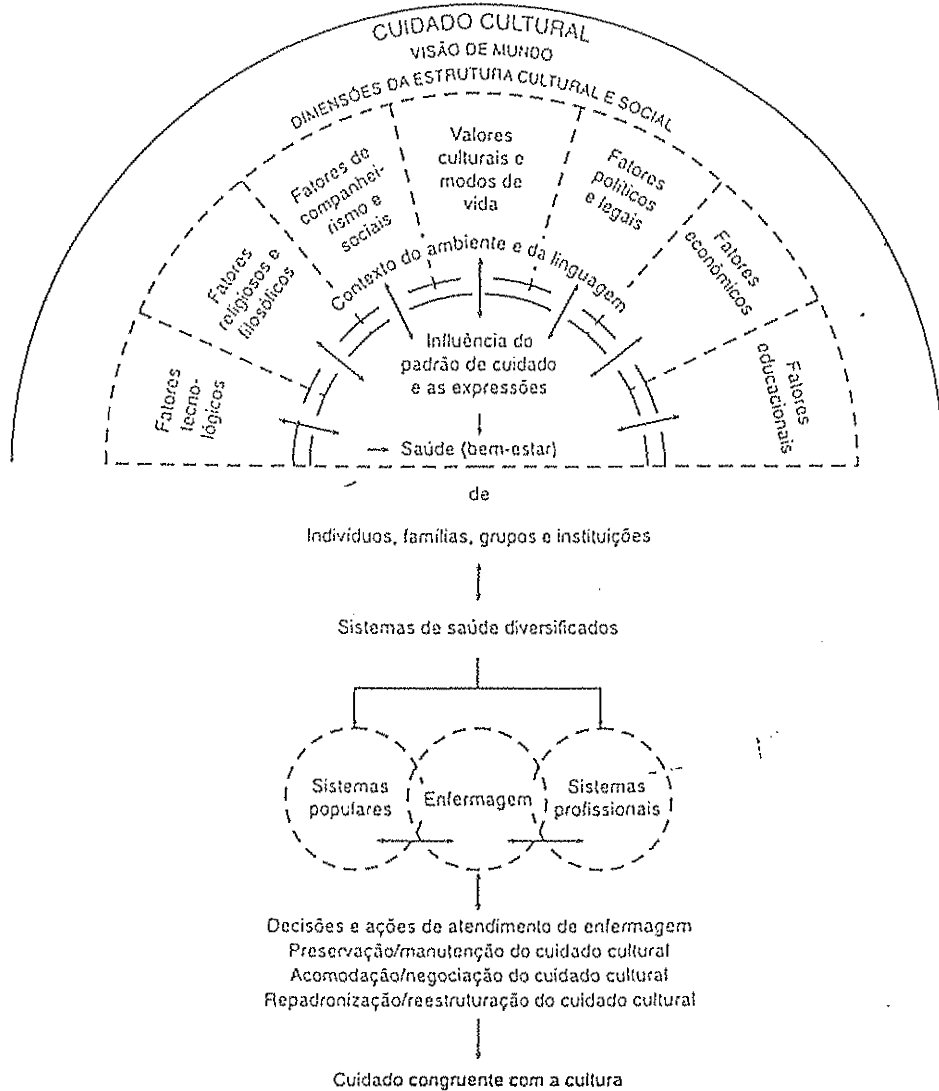 CUIDADO CULTURAL
VISÃO DE MUNDO
DIMENSÕES DA ESTRUTURA CULTURAL E SOCIAL
Fatores
tecno-
lógicos
Fatores
religiosos e
filosóficos
Fatores de
companhei-
rismo e
sociais
Valores
culturais e
modos de
vida
Fatores
políticos
e legais
Fatores
econômicos
Fatores
educacionais
Contexto do ambiente e da linguagem
Influência do
padrão de cuidado
e as expressões
Saúde (bem-estar)
de
Indivíduos, famílias, grupos e instituições
Sistemas de saúde diversificados
Sistemas
populares
Enfermagem
Sistemas
profissionais
Decisões e ações de atendimento de enfermagem
Preservação/manutenção do cuidado cultural
Acomodação/negociação do cuidado cultural
Repadronização/reestruturação do cuidado cultural
Cuidado congruente com a cultura